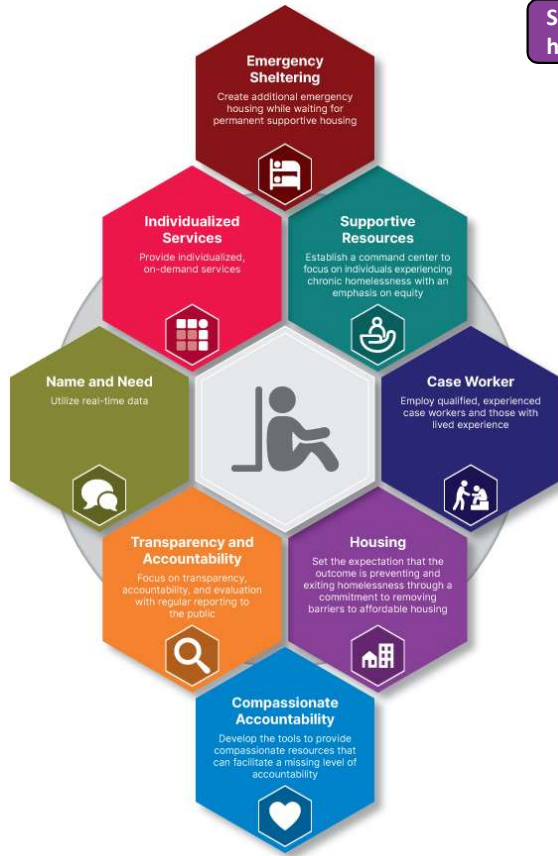 S
h
Emergency
Sheltering
Create additional emergency
housing while waiting for
permanent supportive housing
Individualized
Services
Provide individualized,
on-demand services
Supportive
Resources
Establish a command center to
focus on individuals experiencing
chronic homelessness with an
emphasis on equity
Name and Need
Utilize real-time data
Case Worker
Employ qualified, experienced
case workers and those with
lived experience
Transparency and
Accountability
Focus on transparency,
accountability, and evaluation
with regular reporting to
the public
Housing
Set the expectation that the
outcome is preventing and
exiting homelessness through a
commitment to removing
barriers to affordable housing
Compassionate
Accountability
Develop the tools to provide
compassionate resources that
can facilitate a missing level of
accountability